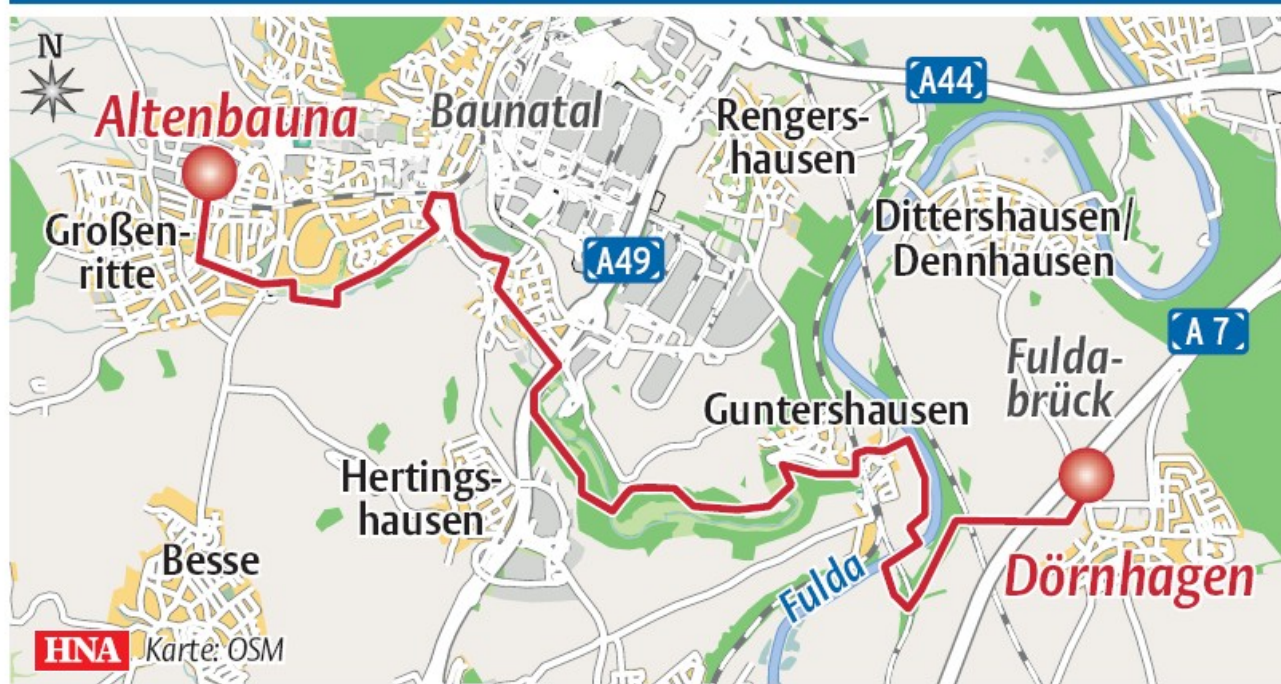 N
Altenbauna
Baunatal
Rengers-
hausen
A44
Großen-
ritte
A49
Dittershausen/
Dennhausen
A 7
Fulda-
brück
Guntershausen
Hertings-
hausen
Besse
Fulda
Dörnhagen
HNA Karte: OSM